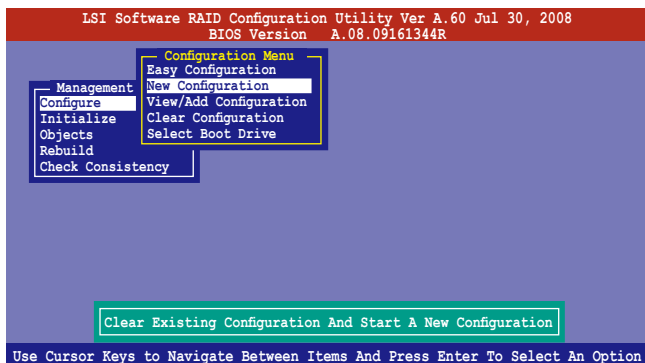 LSI Software RAID Configuration Utility Ver A.60 Jul 30, 2008
BIOS Version A.08.09161344R
Configuration Menu
Easy Configuration
New Configuration
View/Add Configuration
Clear Configuration
Select Boot Drive
Management
Configure
Initialize
Objects
Rebuild
Check Consistency
Clear Existing Configuration And Start A New Configuration
Use Cursor Keys to Navigate Between Items And Press Enter To Select An Option